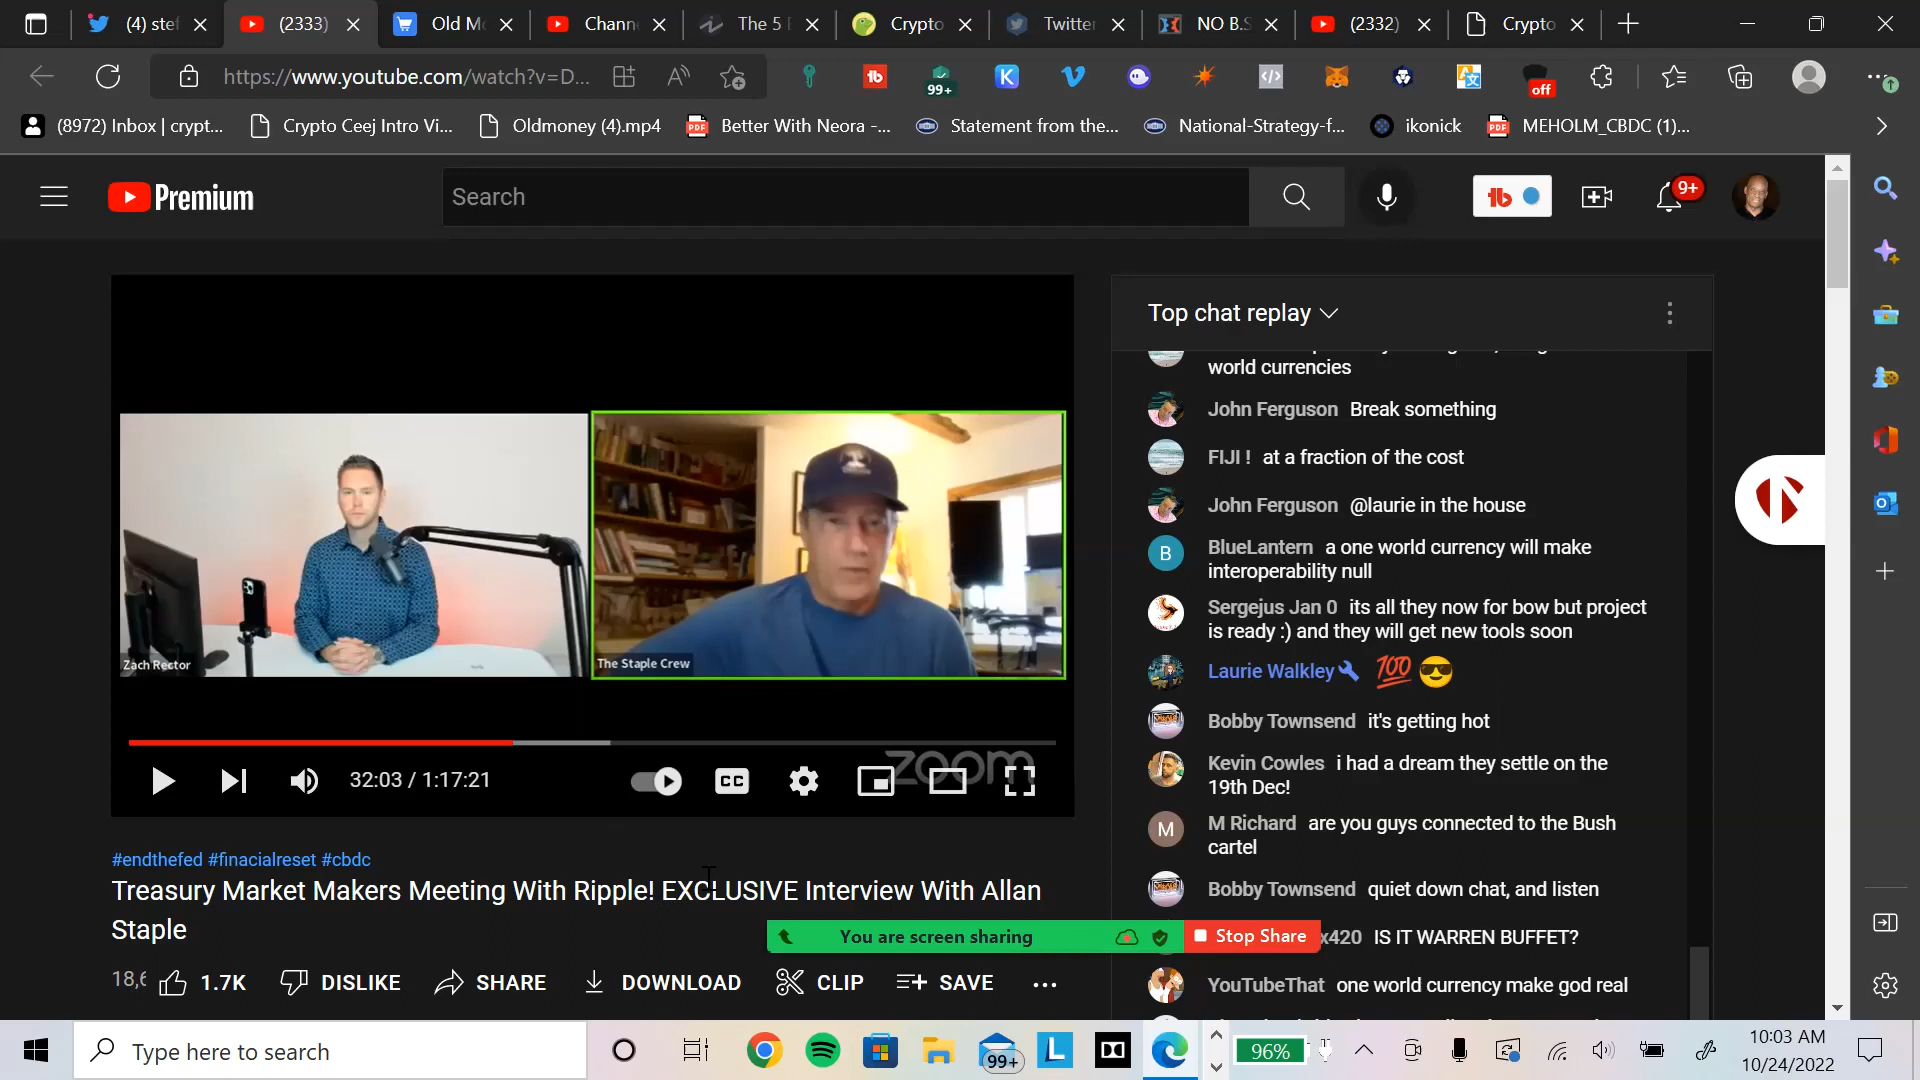 (4) stef
(2333)
Old Mo
Chann
The 5 E
Crypto
Twitter
NO B.S
(2332)
Crypto
https://www.youtube.com/watch?v=D...
99+
off
(8972) Inbox | crypt...
Crypto Ceej Intro Vi...
Oldmoney (4).mp4
Better With Neora -...
Statement from the...
National-Strategy-f...
ikonick
MEHOLM_CBDC (1)...
Premium
Search
9+
Top chat replay
world currencies
John Ferguson Break something
FIJI ! at a fraction of the cost
John Ferguson @laurie in the house
BlueLantern a one world currency will make
interoperability null
Sergejus Jan 0 its all they now for bow but project
is ready :) and they will get new tools soon
Laurie Walkley 💯 😎
Bobby Townsend it's getting hot
Kevin Cowles i had a dream they settle on the
19th Dec!
M Richard are you guys connected to the Bush
cartel
Bobby Townsend quiet down chat, and listen
x420 IS IT WARREN BUFFET?
YouTubeThat one world currency make god real
Zach Rector
The Staple Crew
zoom
32:03 / 1:17:21
CC
#endthefed #finacialreset #cbdc
Treasury Market Makers Meeting With Ripple! EXCLUSIVE Interview With Allan
Staple
You are screen sharing
Stop Share
18,6
1.7K
DISLIKE
SHARE
DOWNLOAD
CLIP
SAVE
Type here to search
99+
96%
10:03 AM
10/24/2022